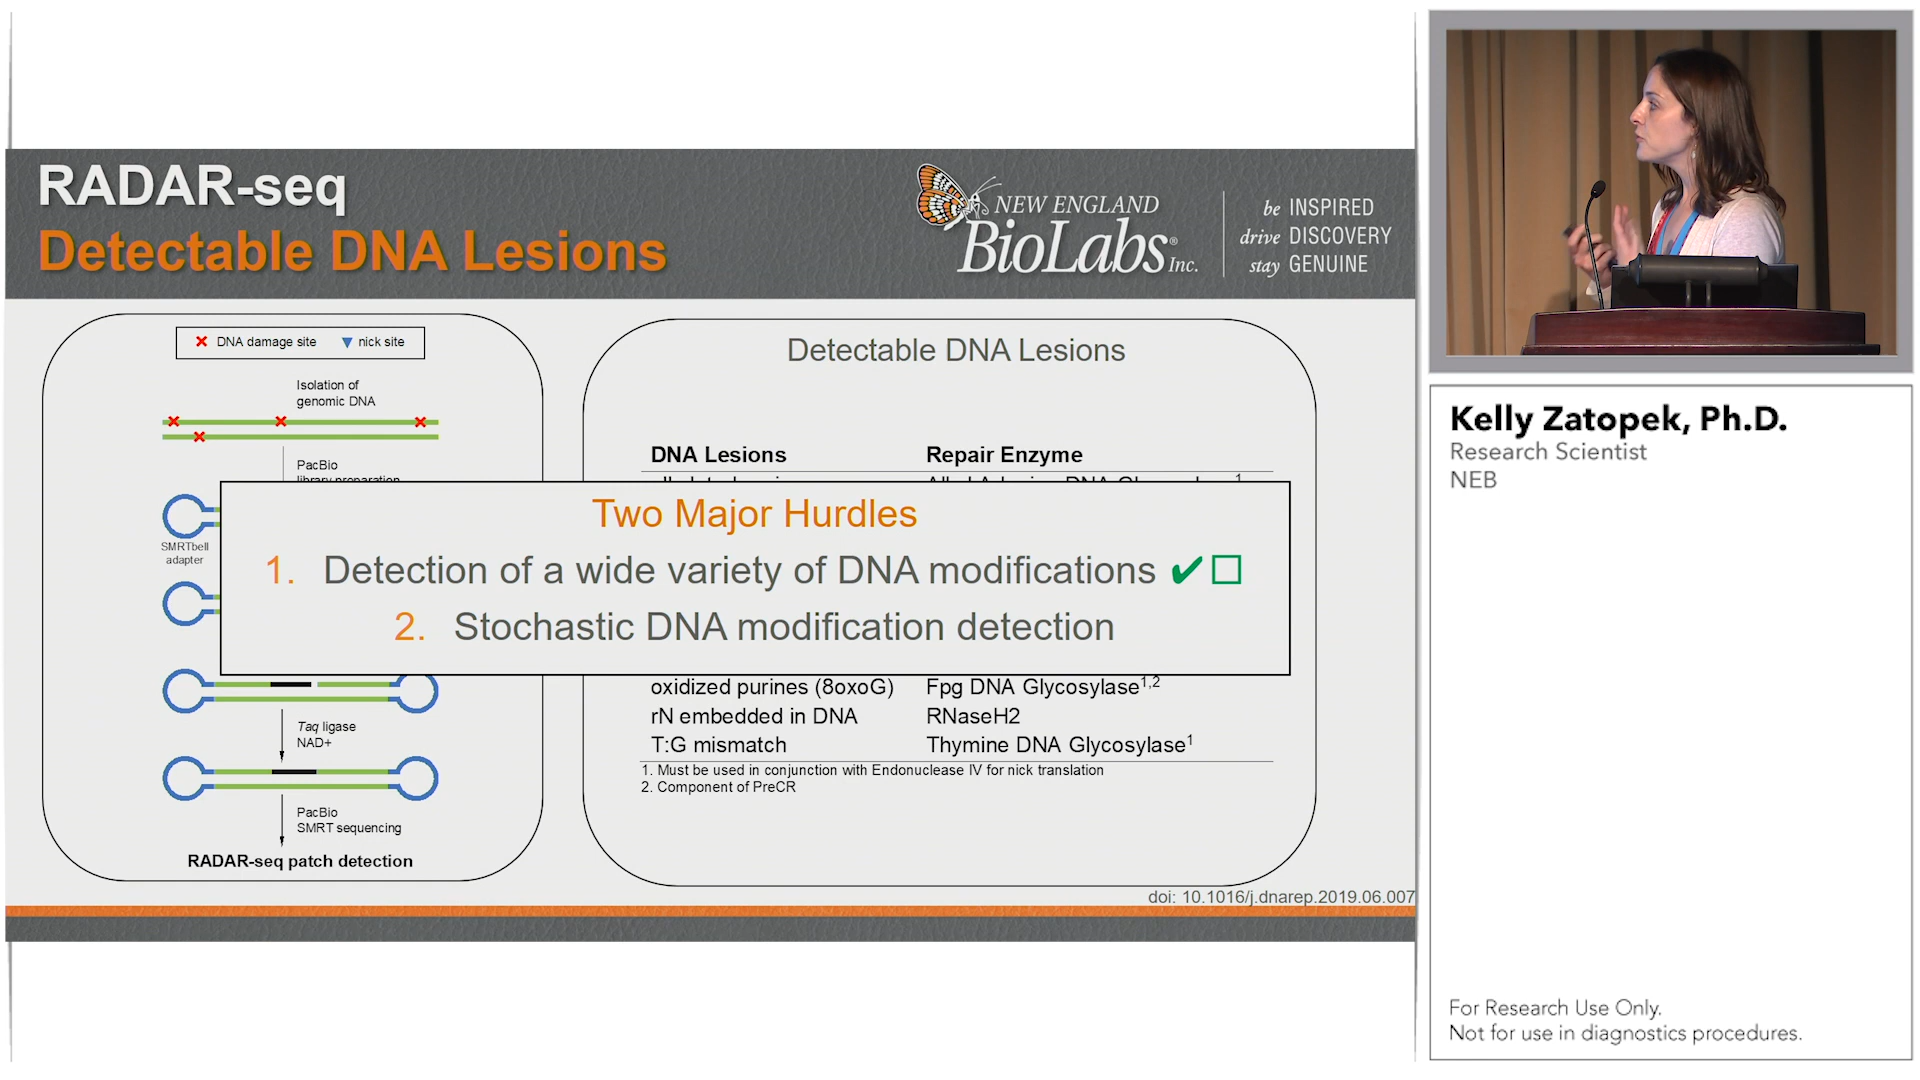 RADAR-seq
Detectable DNA Lesions
NEW ENGLAND
BioLabs® Inc.
be INSPIRED
drive DISCOVERY
stay GENUINE
DNA damage site
nick site
Isolation of
genomic DNA
PacBio
library preparation
SMRTbell
adapter
Taq ligase
NAD+
PacBio
SMRT sequencing
RADAR-seq patch detection
Detectable DNA Lesions
DNA Lesions Repair Enzyme
Two Major Hurdles
1. Detection of a wide variety of DNA modifications ✔☐
2. Stochastic DNA modification detection
oxidized purines (8oxoG) Fpg DNA Glycosylase1,2
rN embedded in DNA RNaseH2
T:G mismatch Thymine DNA Glycosylase1
1. Must be used in conjunction with Endonuclease IV for nick translation
2. Component of PreCR
doi: 10.1016/j.dnarep.2019.06.007
Kelly Zatopek, Ph.D.
Research Scientist
NEB
For Research Use Only.
Not for use in diagnostics procedures.